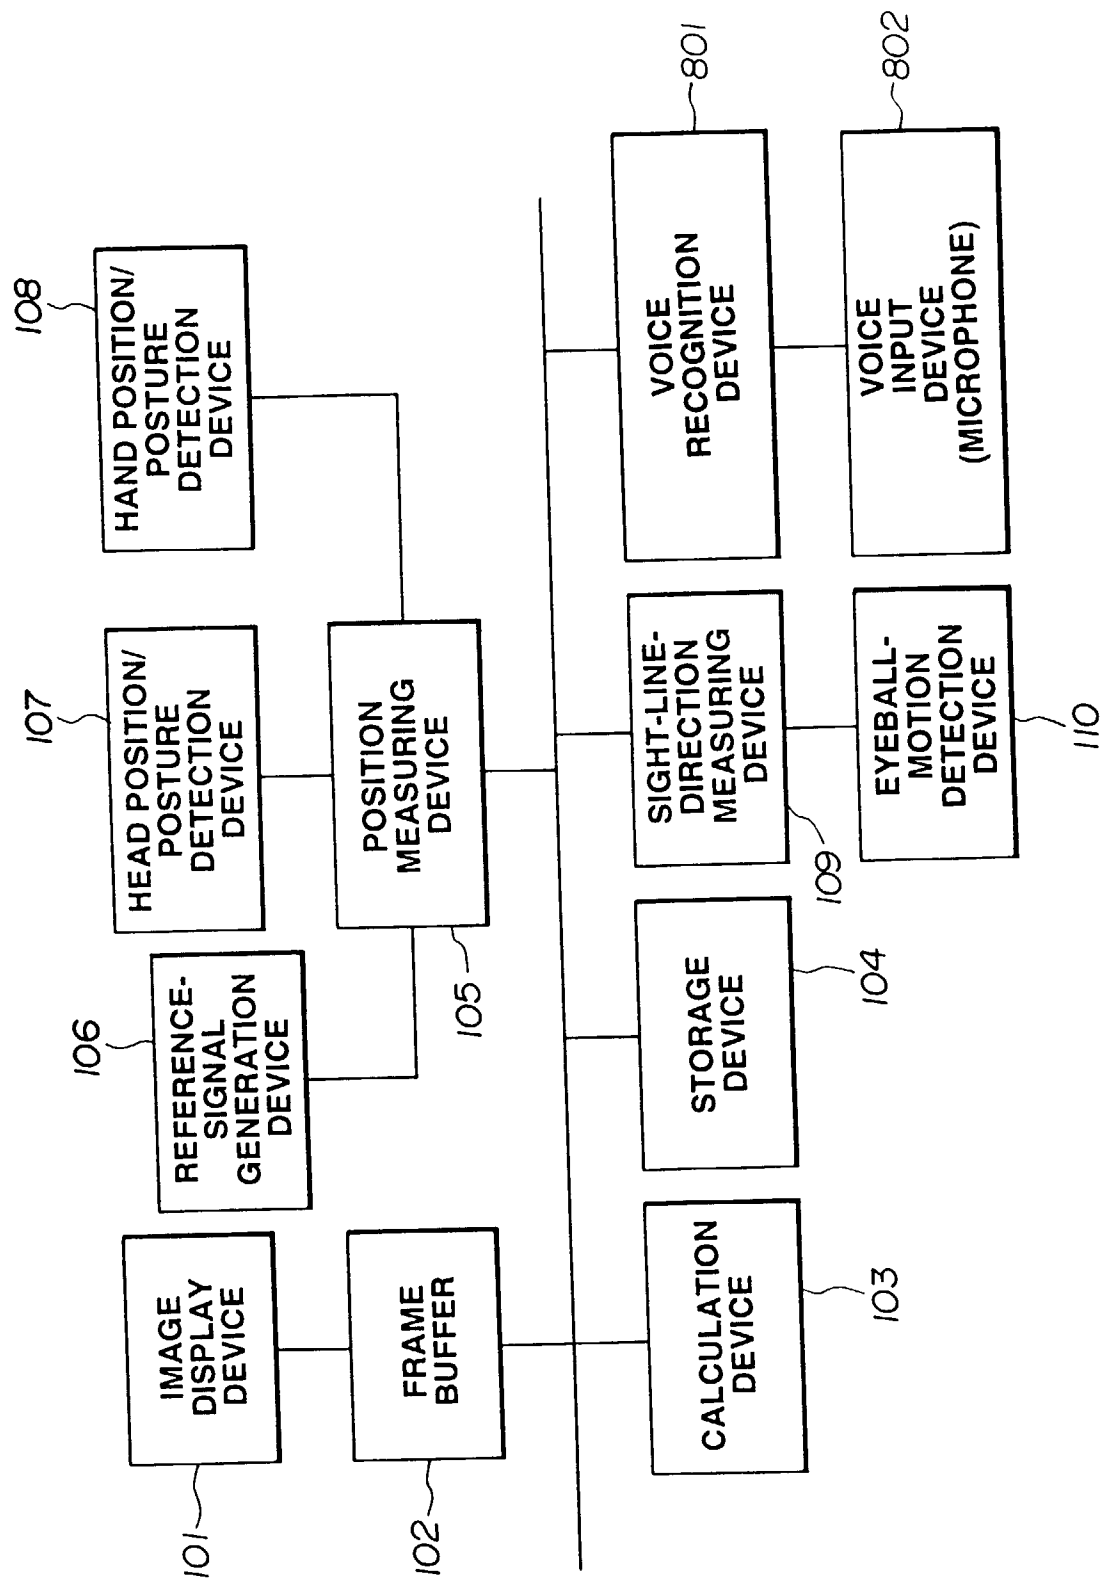 101
IMAGE
DISPLAY
DEVICE
106
REFERENCE-
SIGNAL
GENERATION
DEVICE
107
HEAD POSITION/
POSTURE
DETECTION
DEVICE
108
HAND POSITION/
POSTURE
DETECTION
DEVICE
102
FRAME
BUFFER
105
POSITION
MEASURING
DEVICE
CALCULATION
DEVICE
103
STORAGE
DEVICE
104
SIGHT-LINE-
DIRECTION
MEASURING
DEVICE
109
VOICE
RECOGNITION
DEVICE
801
EYEBALL-
MOTION
DETECTION
DEVICE
110
VOICE
INPUT
DEVICE
(MICROPHONE)
802